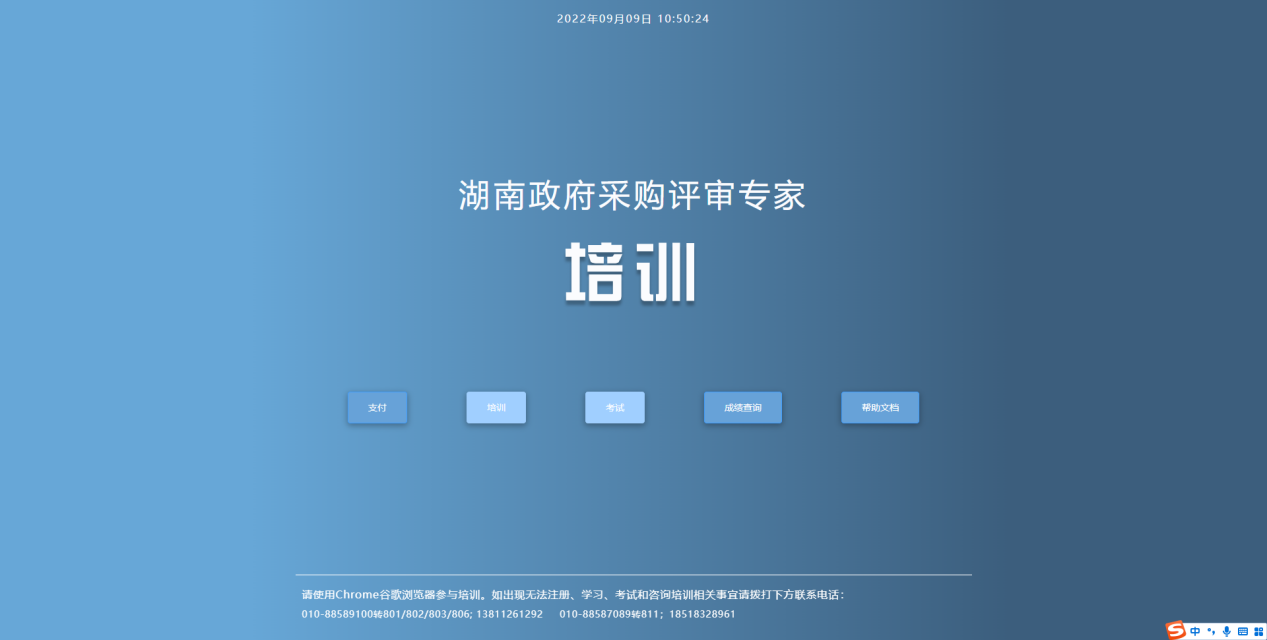 2022年09月09日 10:50:24
湖南政府采购评审专家
培训
支付 培训 考试 成绩查询 帮助文档
请使用Chrome谷歌浏览器参与培训。如出现无法注册、学习、考试和咨询培训相关事宜请拨打下方联系电话：
010-88589100转801/802/803/806; 13811261292 010-88587089转811；18518328961
中